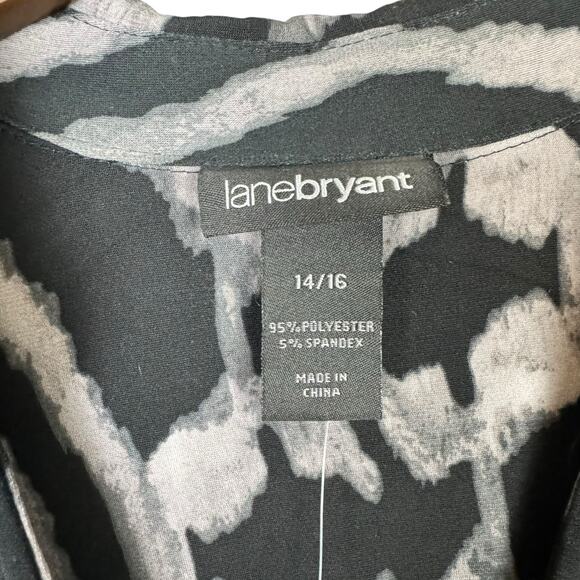 lanebryant
14/16
95% POLYESTER
5% SPANDEX
MADE IN
CHINA